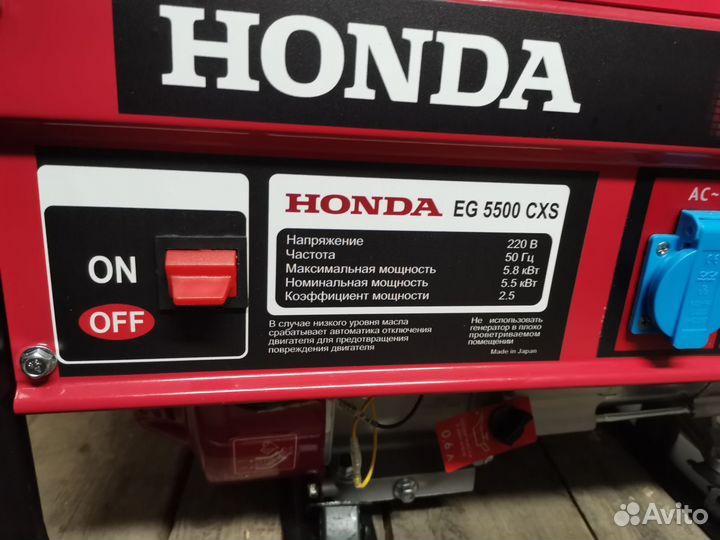 HONDA
HONDA EG 5500 CXS
Напряжение 220 В
Частота 50 Гц
Максимальная мощность 5.8 кВт
Номинальная мощность 5.5 кВт
Коэффициент мощности 2.5
ON
OFF
В случае низкого уровня масла
срабатывает автоматика отключения
двигателя для предотвращения
повреждения двигателя
Не использовать
генератор в плохо
проветриваемом
помещении
Made in Japan
AC~
Avito